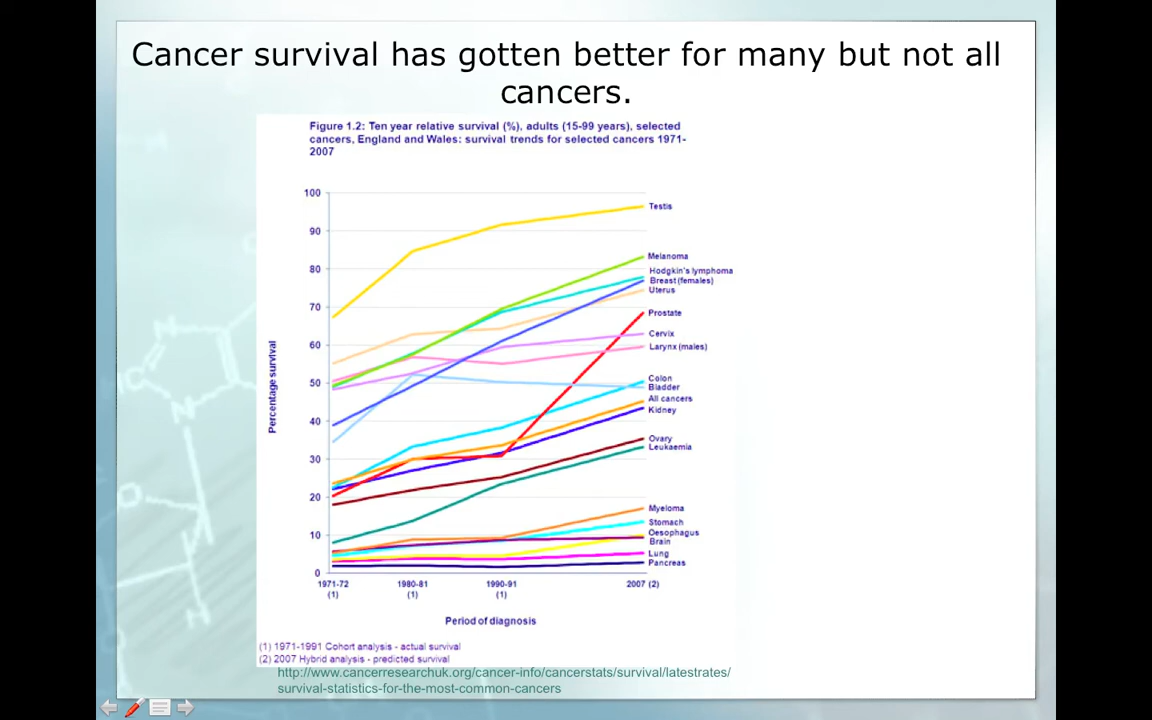 Cancer survival has gotten better for many but not all
cancers.
Figure 1.2: Ten year relative survival (%), adults (15-99 years), selected
cancers, England and Wales: survival trends for selected cancers 1971-
2007
Percentage survival
100
90
80
70
60
50
40
30
20
10
0
Testis
Melanoma
Hodgkin's lymphoma
Breast (females)
Uterus
Prostate
Cervix
Larynx (males)
Colon
Bladder
All cancers
Kidney
Ovary
Leukaemia
Myeloma
Stomach
Oesophagus
Brain
Lung
Pancreas
1971-72 1980-81 1990-91 2007 (2)
(1) (1) (1)
Period of diagnosis
(1) 1971-1991 Cohort analysis - actual survival
(2) 2007 Hybrid analysis - predicted survival
http://www.cancerresearchuk.org/cancer-info/cancerstats/survival/latestrates/
survival-statistics-for-the-most-common-cancers